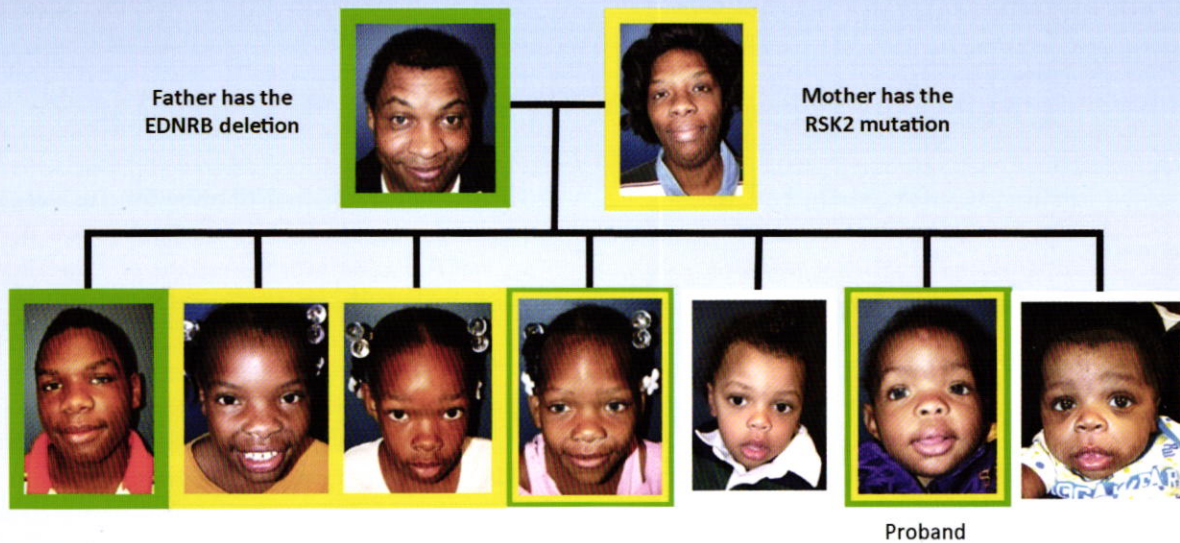 Father has the
EDNRB deletion
Mother has the
RSK2 mutation
Proband